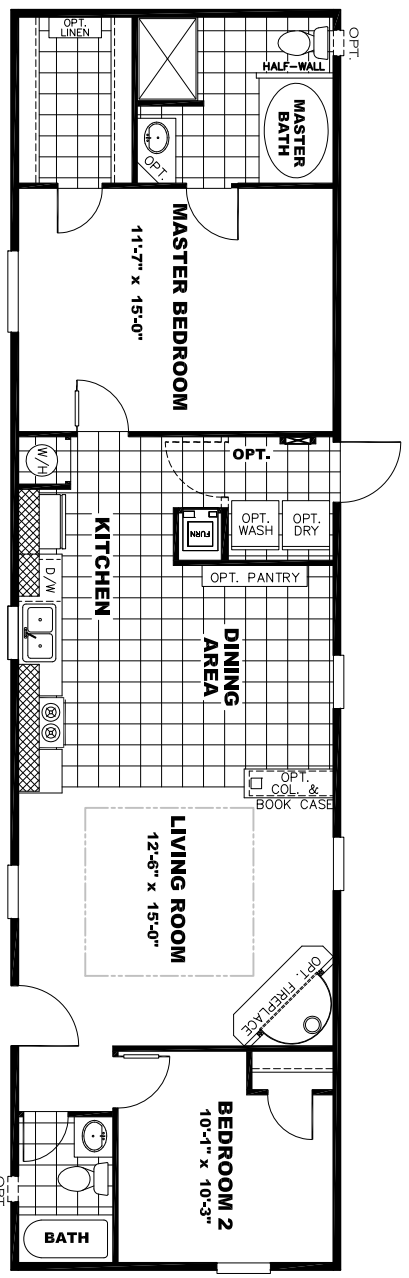 OPT.
LINEN
OPT.
HALF-WALL
MASTER
BATH
OPT.
MASTER BEDROOM
11'-7" x 15'-0"
W/H
OPT.
OPT.
WASH
OPT.
DRY
FURN
KITCHEN
D/W
OPT. PANTRY
DINING
AREA
OPT.
COL. &
BOOK CASE
LIVING ROOM
12'-6" x 15'-0"
OPT. FIREPLACE
BEDROOM 2
10'-1" x 10'-3"
BATH
OPT.